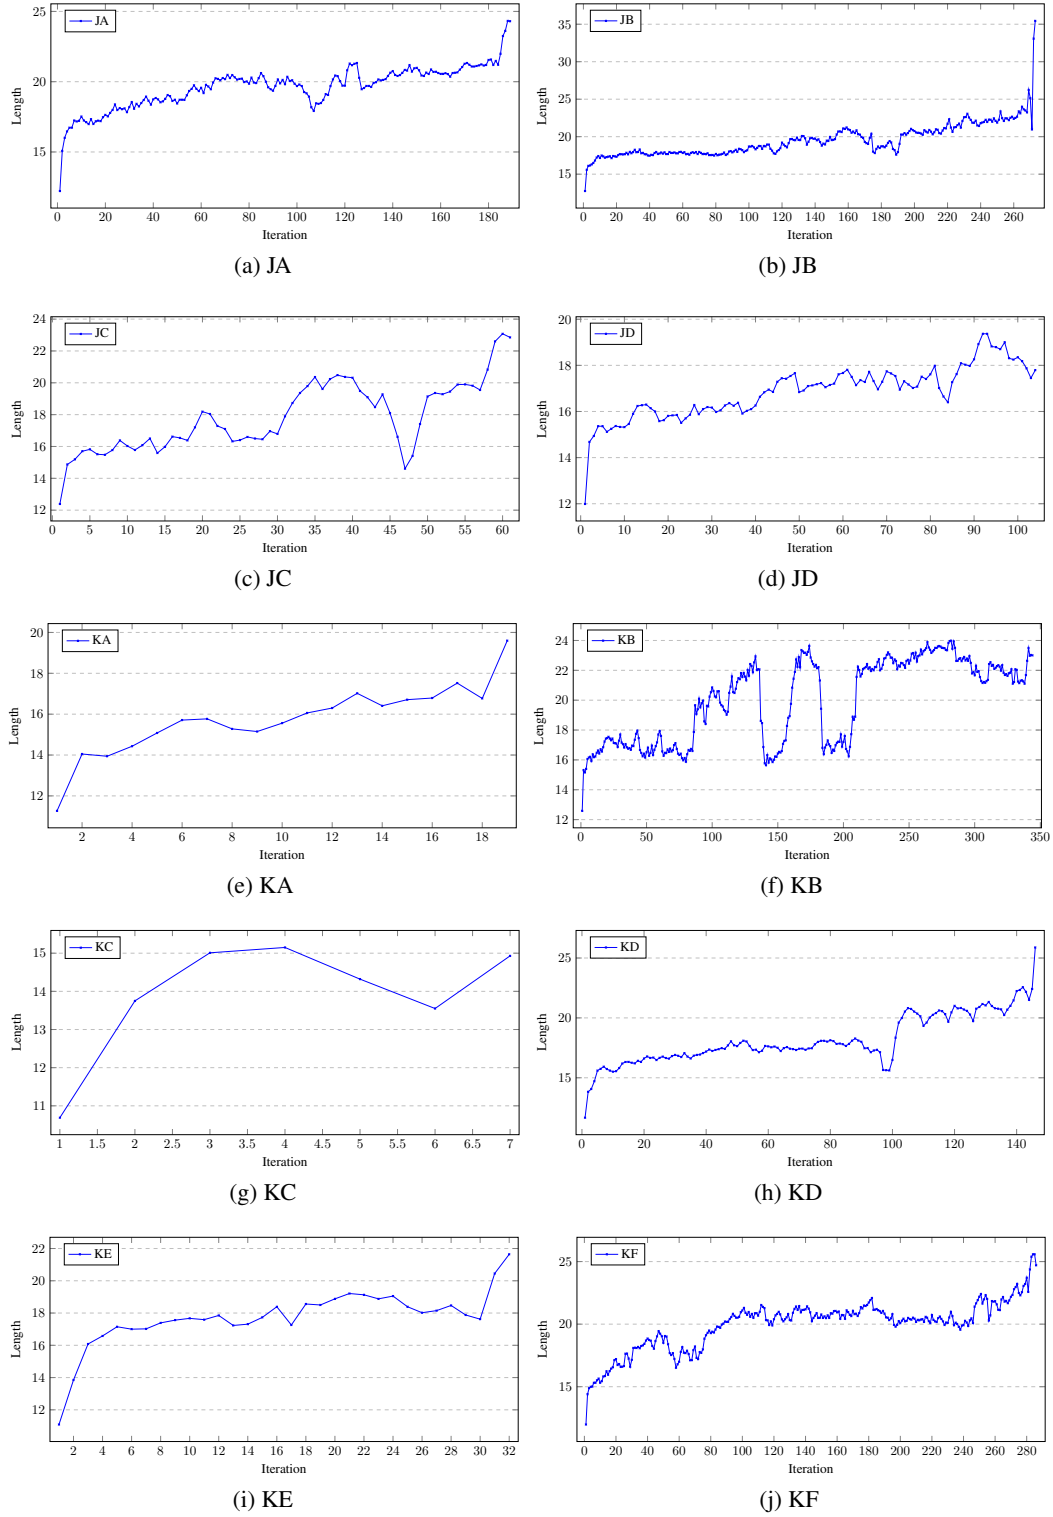 JA
25
20
15
Length
0 20 40 60 80 100 120 140 160 180
Iteration
(a) JA
JB
35
30
25
20
15
Length
0 20 40 60 80 100 120 140 160 180 200 220 240 260
Iteration
(b) JB
JC
24
22
20
18
16
14
12
Length
0 5 10 15 20 25 30 35 40 45 50 55 60
Iteration
(c) JC
JD
20
18
16
14
12
Length
0 10 20 30 40 50 60 70 80 90 100
Iteration
(d) JD
KA
20
18
16
14
12
Length
2 4 6 8 10 12 14 16 18
Iteration
(e) KA
KB
24
22
20
18
16
14
12
Length
0 50 100 150 200 250 300 350
Iteration
(f) KB
KC
15
14
13
12
11
Length
1 1.5 2 2.5 3 3.5 4 4.5 5 5.5 6 6.5 7
Iteration
(g) KC
KD
25
20
15
Length
0 20 40 60 80 100 120 140
Iteration
(h) KD
KE
22
20
18
16
14
12
Length
2 4 6 8 10 12 14 16 18 20 22 24 26 28 30 32
Iteration
(i) KE
KF
25
20
15
Length
0 20 40 60 80 100 120 140 160 180 200 220 240 260 280
Iteration
(j) KF